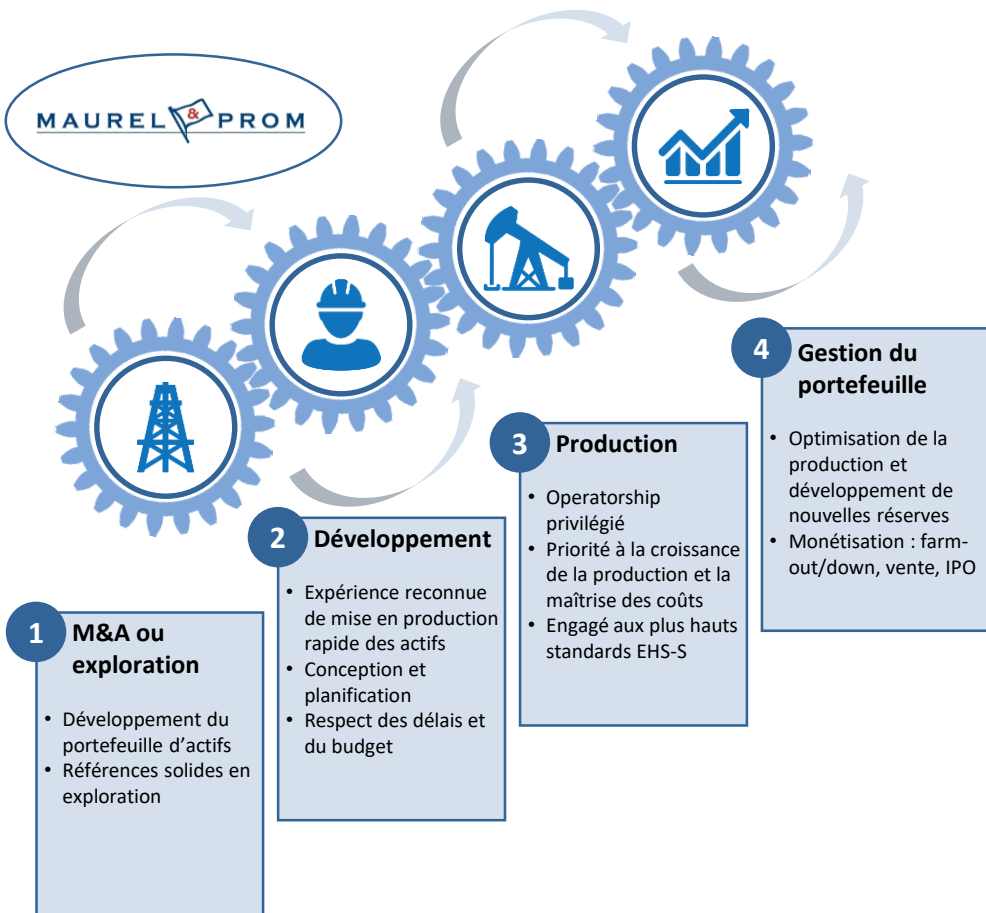 MAUREL & PROM
1
M&A ou
exploration
• Développement du
portefeuille d’actifs
• Références solides en
exploration
2
Développement
• Expérience reconnue
de mise en production
rapide des actifs
• Conception et
planification
• Respect des délais et
du budget
3
Production
• Operatorship
privilégié
• Priorité à la croissance
de la production et la
maîtrise des coûts
• Engagé aux plus hauts
standards EHS-S
4
Gestion du
portefeuille
• Optimisation de la
production et
développement de
nouvelles réserves
• Monétisation : farm-
out/down, vente, IPO